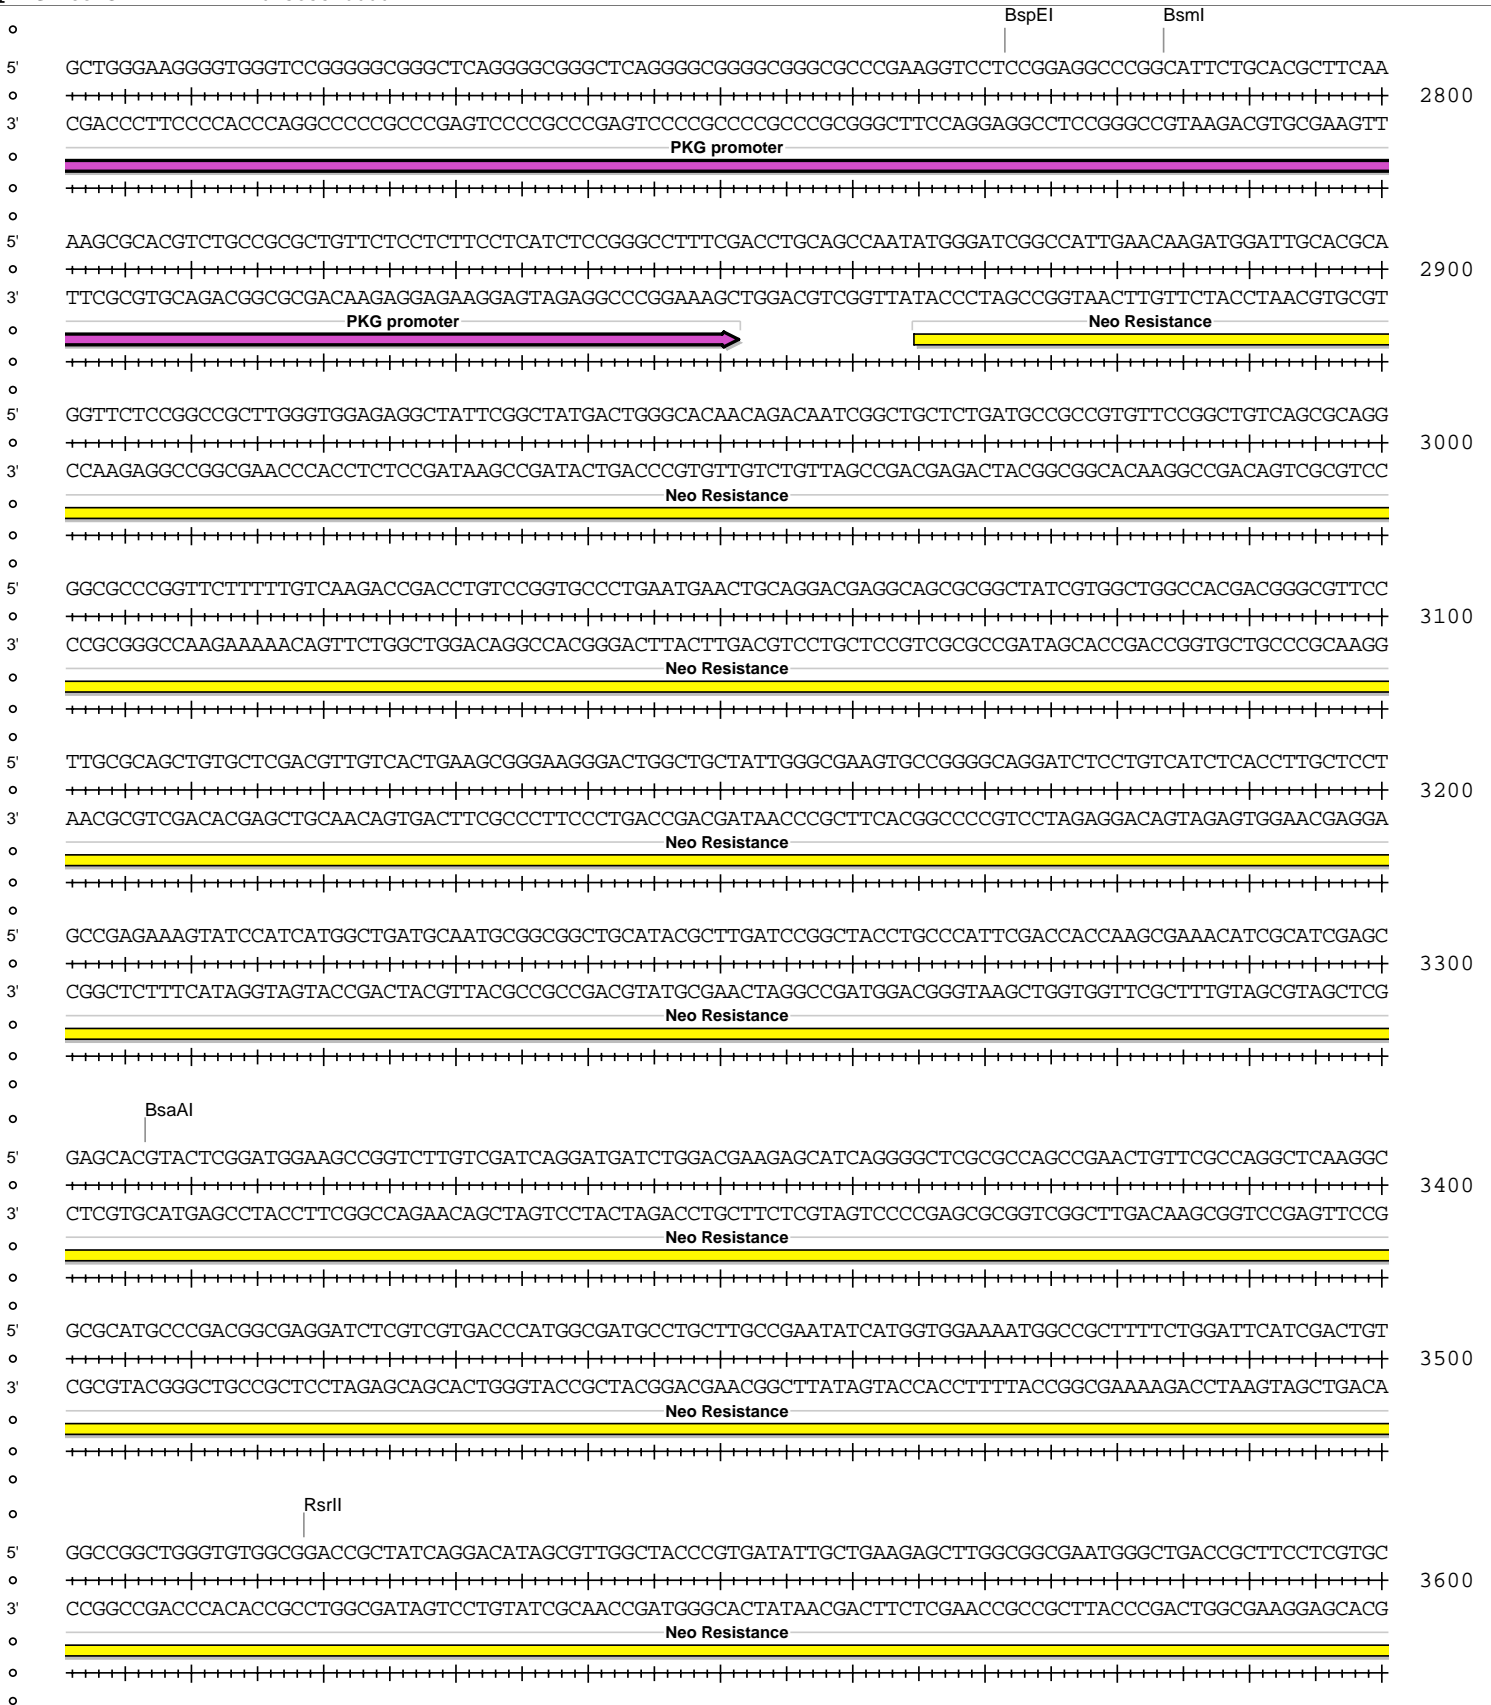 BspEI BsmI
5' GCTGGGAAGGGGTGGGTCCGGGGGCGGGCTCAGGGGCGGGCTCAGGGGCGGGGCGGGCGCCCGAAGGTCCTCCGGAGGCCCGGCATTCTGCACGCTTCAA
2800
3' CGACCCTTCCCCACCCAGGCCCCCGCCCGAGTCCCCGCCCGAGTCCCCGCCCCGCCCGCGGGCTTCCAGGAGGCCTCCGGGCCGTAAGACGTGCGAAGTT
PKG promoter
5' AAGCGCACGTCTGCCGCGCTGTTCTCCTCTTCCTCATCTCCGGGCCTTTCGACCTGCAGCCAATATGGGATCGGCCATTGAACAAGATGGATTGCACGCA
2900
3' TTCGCGTGCAGACGGCGCGACAAGAGGAGAAGGAGTAGAGGCCCGGAAAGCTGGACGTCGGTTATACCCTAGCCGGTAACTTGTTCTACCTAACGTGCGT
PKG promoter Neo Resistance
5' GGTTCTCCGGCCGCTTGGGTGGAGAGGCTATTCGGCTATGACTGGGCACAACAGACAATCGGCTGCTCTGATGCCGCCGTGTTCCGGCTGTCAGCGCAGG
3000
3' CCAAGAGGCCGGCGAACCCACCTCTCCGATAAGCCGATACTGACCCGTGTTGTCTGTTAGCCGACGAGACTACGGCGGCACAAGGCCGACAGTCGCGTCC
Neo Resistance
5' GGCGCCCGGTTCTTTTTGTCAAGACCGACCTGTCCGGTGCCCTGAATGAACTGCAGGACGAGGCAGCGCGGCTATCGTGGCTGGCCACGACGGGCGTTCC
3100
3' CCGCGGGCCAAGAAAAACAGTTCTGGCTGGACAGGCCACGGGACTTACTTGACGTCCTGCTCCGTCGCGCCGATAGCACCGACCGGTGCTGCCCGCAAGG
Neo Resistance
5' TTGCGCAGCTGTGCTCGACGTTGTCACTGAAGCGGGAAGGGACTGGCTGCTATTGGGCGAAGTGCCGGGGCAGGATCTCCTGTCATCTCACCTTGCTCCT
3200
3' AACGCGTCGACACGAGCTGCAACAGTGACTTCGCCCTTCCCTGACCGACGATAACCCGCTTCACGGCCCCGTCCTAGAGGACAGTAGAGTGGAACGAGGA
Neo Resistance
5' GCCGAGAAAGTATCCATCATGGCTGATGCAATGCGGCGGCTGCATACGCTTGATCCGGCTACCTGCCCATTCGACCACCAAGCGAAACATCGCATCGAGC
3300
3' CGGCTCTTTCATAGGTAGTACCGACTACGTTACGCCGCCGACGTATGCGAACTAGGCCGATGGACGGGTAAGCTGGTGGTTCGCTTTGTAGCGTAGCTCG
Neo Resistance
BsaAI
5' GAGCACGTACTCGGATGGAAGCCGGTCTTGTCGATCAGGATGATCTGGACGAAGAGCATCAGGGGCTCGCGCCAGCCGAACTGTTCGCCAGGCTCAAGGC
3400
3' CTCGTGCATGAGCCTACCTTCGGCCAGAACAGCTAGTCCTACTAGACCTGCTTCTCGTAGTCCCCGAGCGCGGTCGGCTTGACAAGCGGTCCGAGTTCCG
Neo Resistance
5' GCGCATGCCCGACGGCGAGGATCTCGTCGTGACCCATGGCGATGCCTGCTTGCCGAATATCATGGTGGAAAATGGCCGCTTTTCTGGATTCATCGACTGT
3500
3' CGCGTACGGGCTGCCGCTCCTAGAGCAGCACTGGGTACCGCTACGGACGAACGGCTTATAGTACCACCTTTTACCGGCGAAAAGACCTAAGTAGCTGACA
Neo Resistance
RsrII
5' GGCCGGCTGGGTGTGGCGGACCGCTATCAGGACATAGCGTTGGCTACCCGTGATATTGCTGAAGAGCTTGGCGGCGAATGGGCTGACCGCTTCCTCGTGC
3600
3' CCGGCCGACCCACACCGCCTGGCGATAGTCCTGTATCGCAACCGATGGGCACTATAACGACTTCTCGAACCGCCGCTTACCCGACTGGCGAAGGAGCACG
Neo Resistance